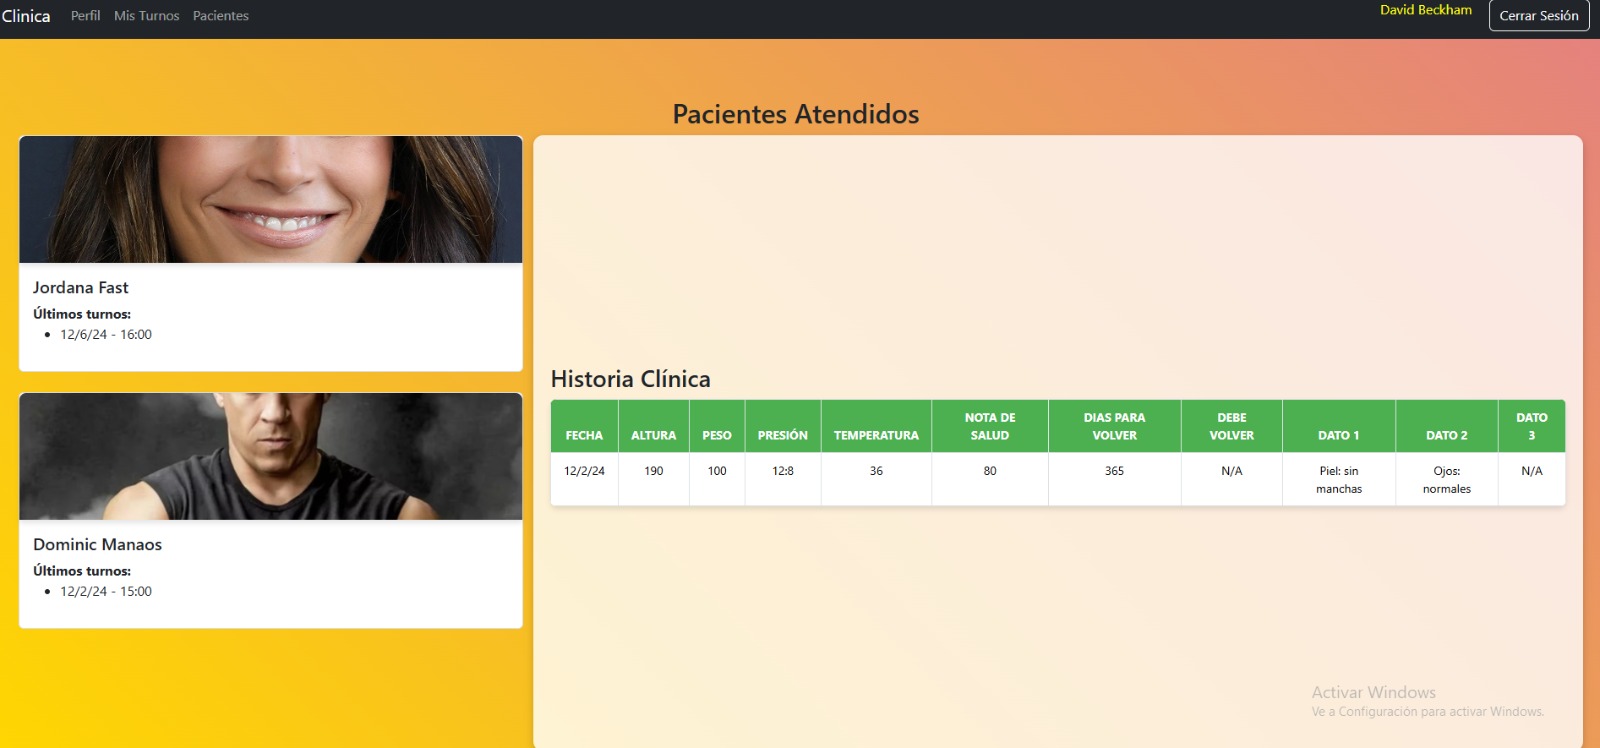 Clinica Perfil Mis Turnos Pacientes David Beckham Cerrar Sesión
Pacientes Atendidos
Jordana Fast
Últimos turnos:
12/6/24 - 16:00
Dominic Manaos
Últimos turnos:
12/2/24 - 15:00
Historia Clínica
FECHA ALTURA PESO PRESIÓN TEMPERATURA NOTA DE SALUD DIAS PARA VOLVER DEBE VOLVER DATO 1 DATO 2 DATO 3
12/2/24 190 100 12:8 36 80 365 N/A Piel: sin manchas Ojos: normales N/A
Activar Windows
Ve a Configuración para activar Windows.